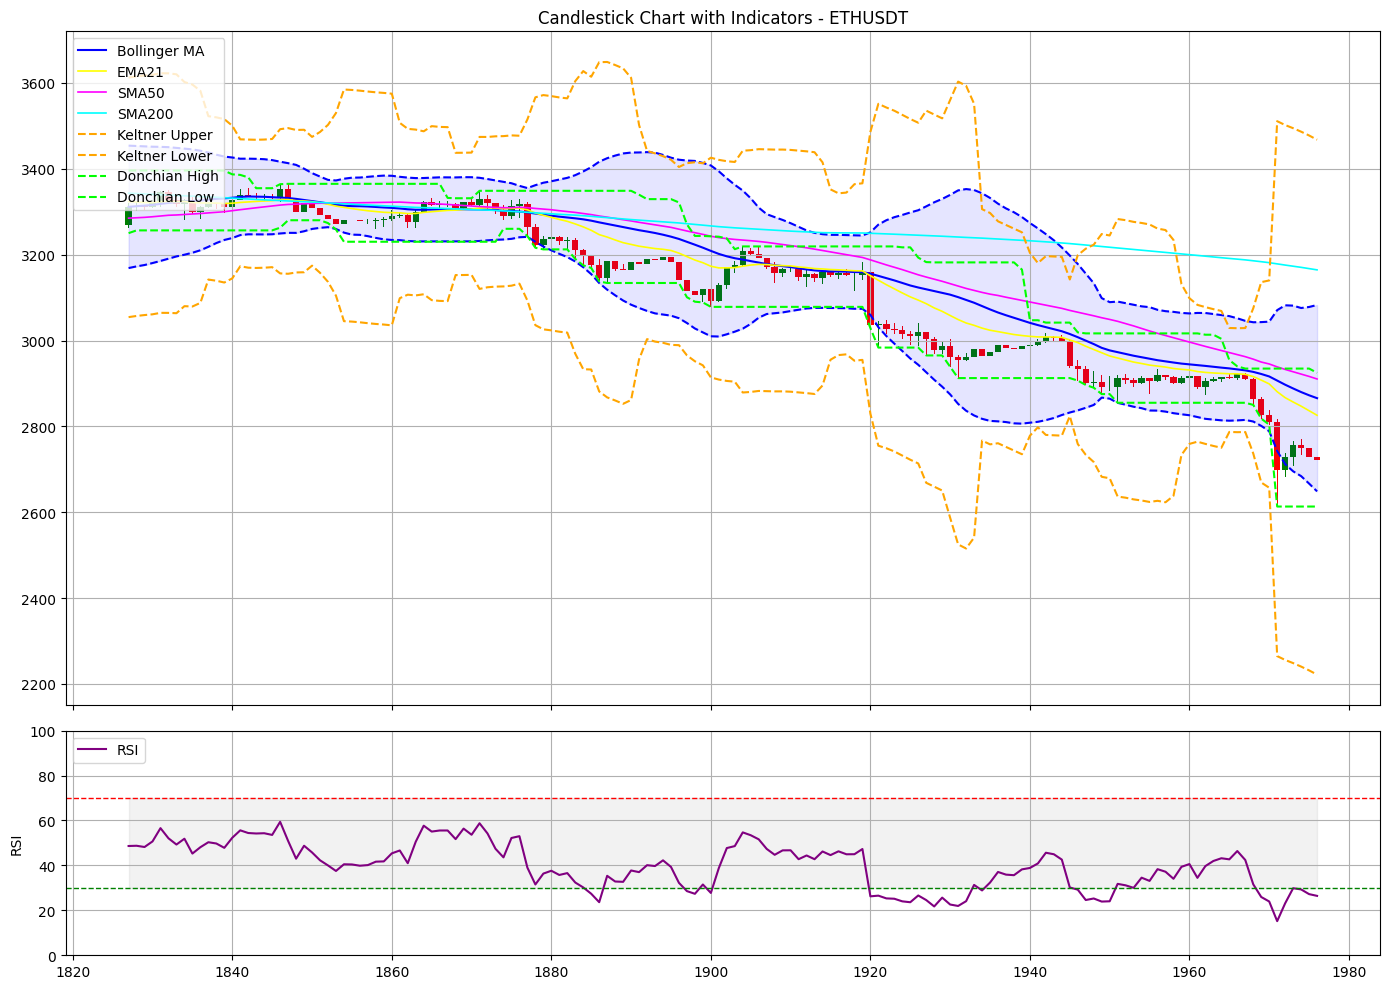 Candlestick Chart with Indicators - ETHUSDT
Bollinger MA
EMA21
SMA50
SMA200
Keltner Upper
Keltner Lower
Donchian High
Donchian Low
3600
3400
3200
3000
2800
2600
2400
2200
RSI
100
80
60
40
20
0
RSI
1820 1840 1860 1880 1900 1920 1940 1960 1980